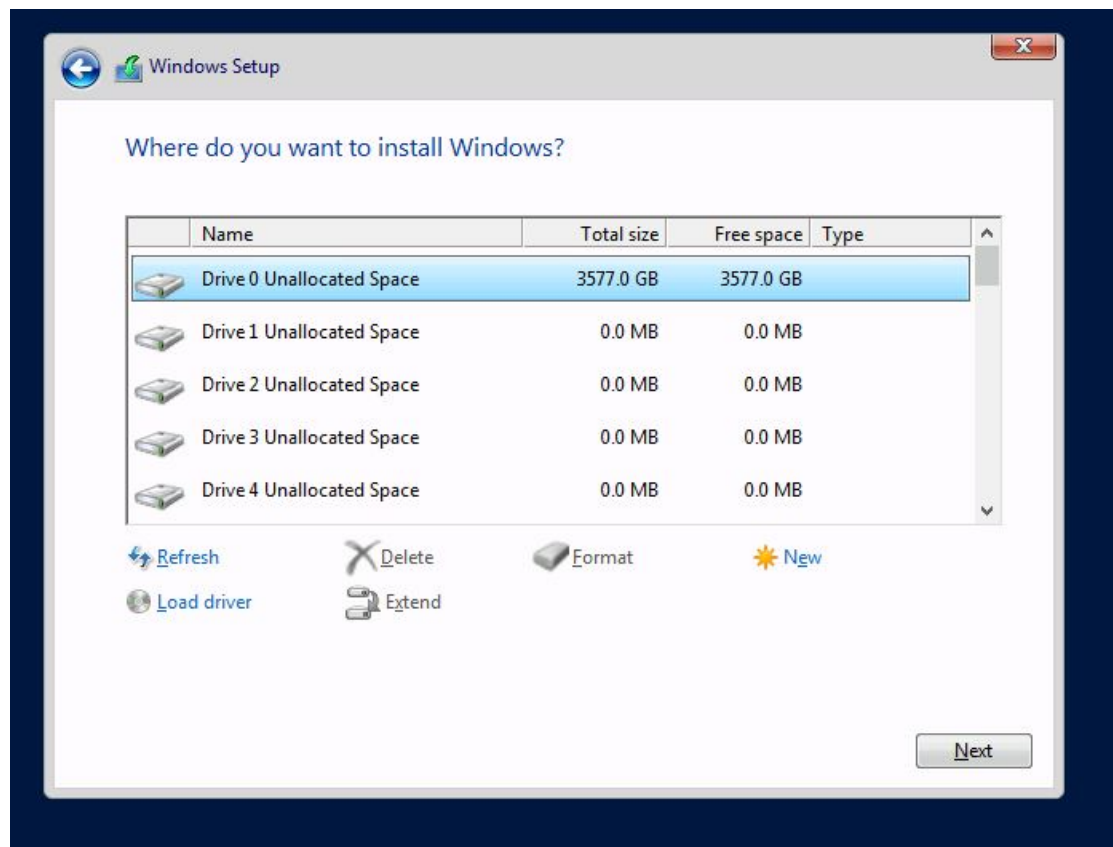 Windows Setup
Where do you want to install Windows?
Name Total size Free space Type
Drive 0 Unallocated Space 3577.0 GB 3577.0 GB
Drive 1 Unallocated Space 0.0 MB 0.0 MB
Drive 2 Unallocated Space 0.0 MB 0.0 MB
Drive 3 Unallocated Space 0.0 MB 0.0 MB
Drive 4 Unallocated Space 0.0 MB 0.0 MB
Refresh Delete Format New
Load driver Extend
Next